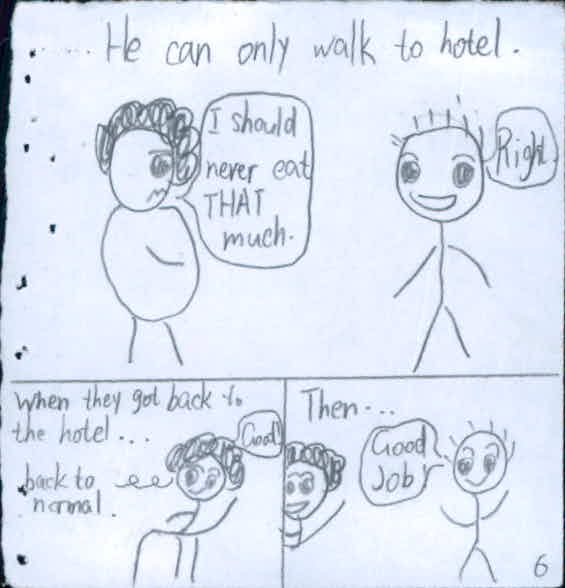 ... He can only walk to hotel.
I should
never eat
THAT
much.
Right
When they got back to
the hotel...
Good!
back to
normal.
Then...
Good
Job
6